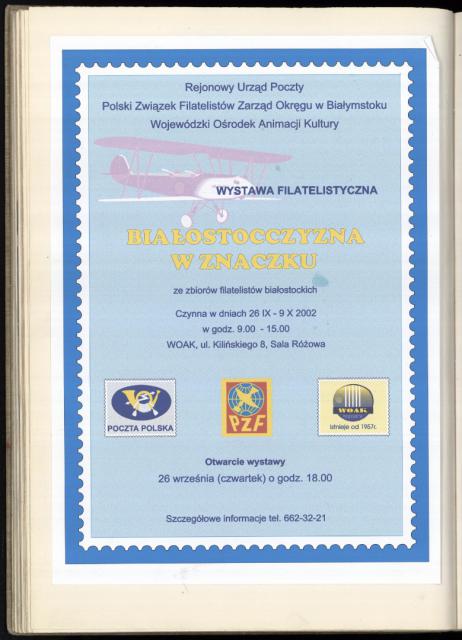 Rejonowy Urząd Poczty
Polski Związek Filatelistów Zarząd Okręgu w Białymstoku
Wojewódzki Ośrodek Animacji Kultury
WYSTAWA FILATELISTYCZNA
BIAŁOSTOCCZYZNA
W ZNACZKU
ze zbiorów filatelistów białostockich
Czynna w dniach 26 IX - 9 X 2002
w godz. 9.00 - 15.00
WOAK, ul. Kilińskiego 8, Sala Różowa
POCZTA POLSKA
PZF
WOAK
Istnieje od 1957r.
Otwarcie wystawy
26 września (czwartek) o godz. 18.00
Szczegółowe informacje tel. 662-32-21